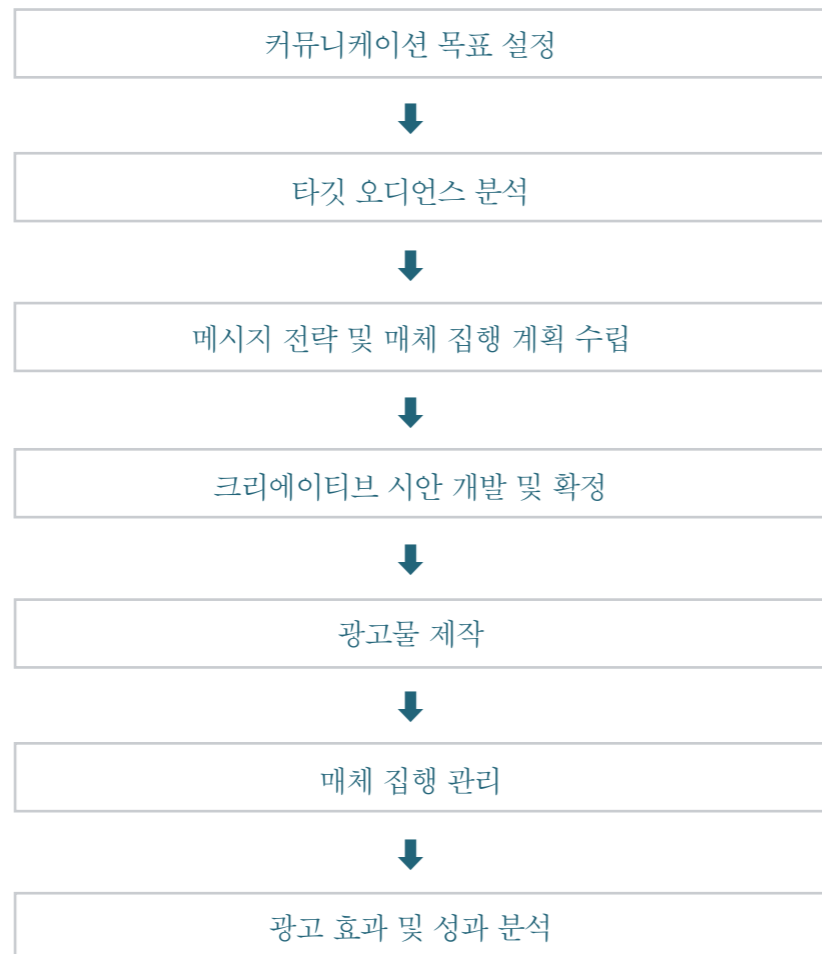 커뮤니케이션 목표 설정
타깃 오디언스 분석
메시지 전략 및 매체 집행 계획 수립
크리에이티브 시안 개발 및 확정
광고물 제작
매체 집행 관리
광고 효과 및 성과 분석